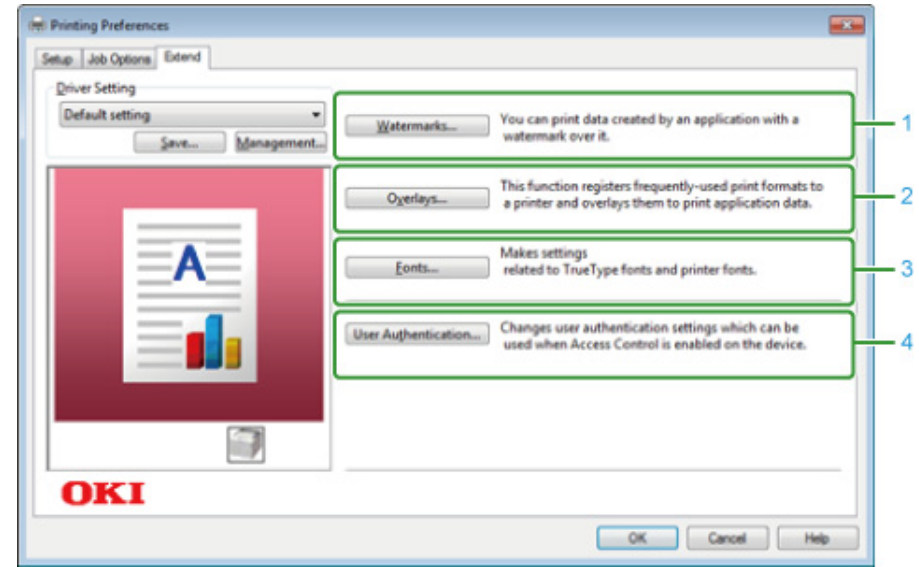 Printing Preferences
Setup Job Options Extend
Driver Setting
Default setting
Save... Management...
Watermarks... You can print data created by an application with a
watermark over it.
1
Overlays... This function registers frequently-used print formats to
a printer and overlays them to print application data.
2
Fonts... Makes settings
related to TrueType fonts and printer fonts.
3
User Authentication... Changes user authentication settings which can be
used when Access Control is enabled on the device.
4
A
OKI
OK Cancel Help